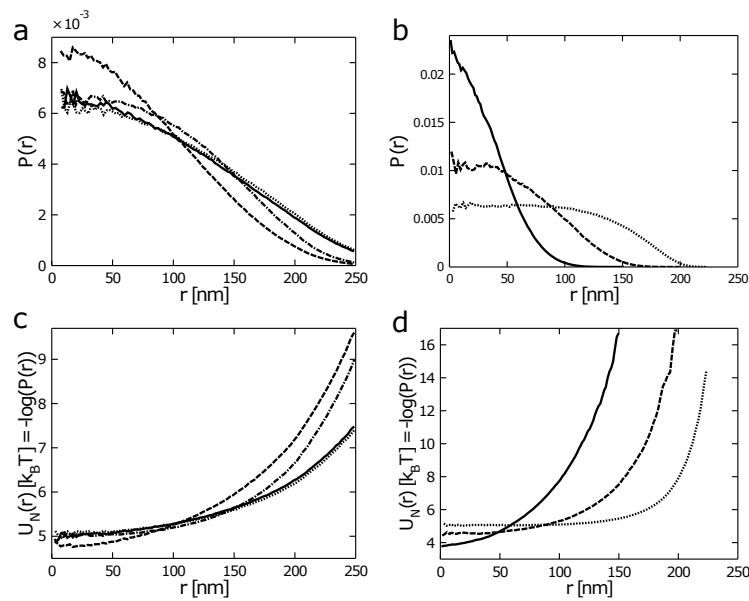 a
×10⁻³
8
6
4
2
0
P(r)
0 50 100 150 200 250
r [nm]
b
0.02
0.015
0.01
0.005
0
P(r)
50 100 150 200 250
r [nm]
c
9
8
7
6
5
U_N(r) [k_BT] = -log(P(r))
0 50 100 150 200 250
r [nm]
d
16
14
12
10
8
6
4
U_N(r) [k_BT] = -log(P(r))
0 50 100 150 200 250
r [nm]